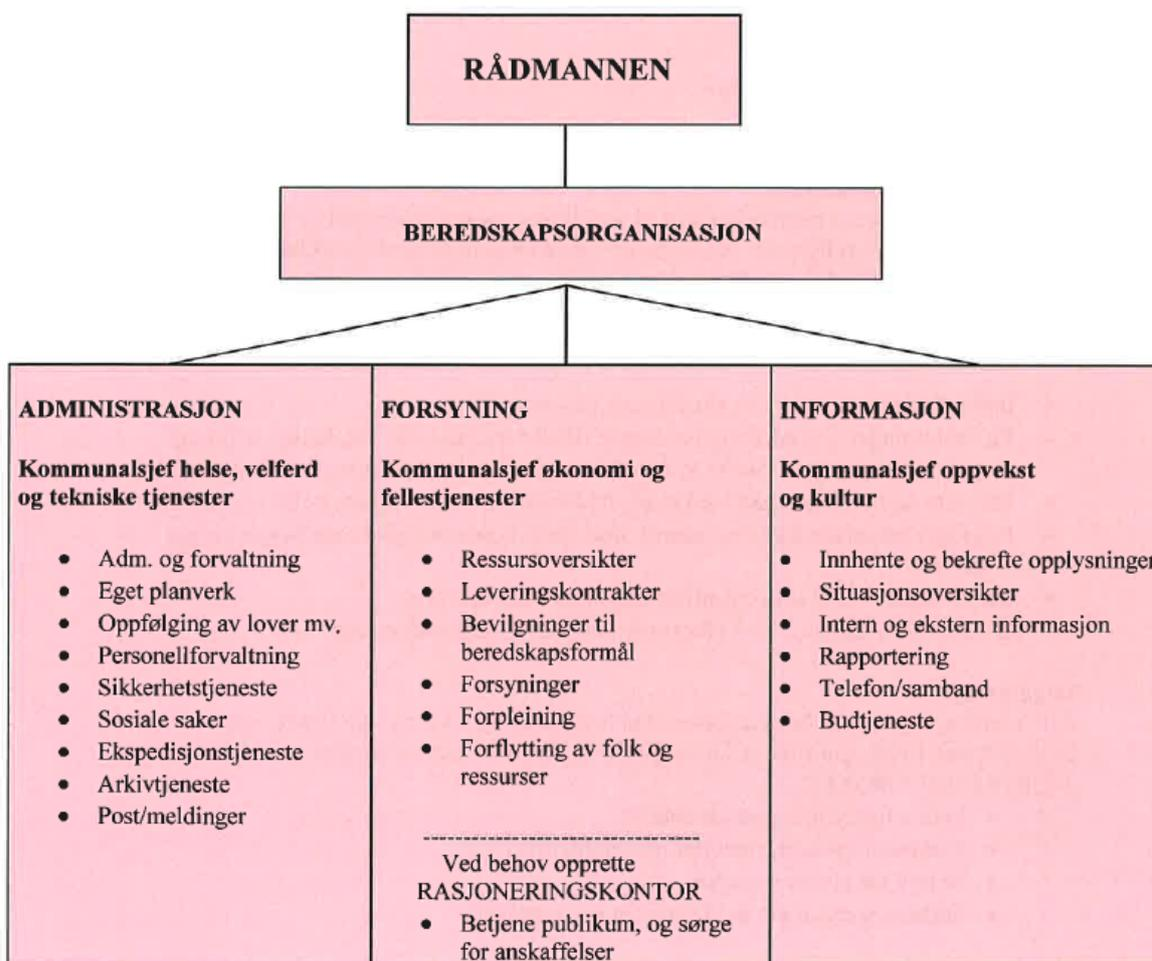 RÅDMANNEN
BEREDSKAPSORGANISASJON
ADMINISTRASJON
Kommunalsjef helse, velferd
og tekniske tjenester
• Adm. og forvaltning
• Eget planverk
• Oppfølging av lover mv.
• Personellforvaltning
• Sikkerhetstjeneste
• Sosiale saker
• Ekspedisjonstjeneste
• Arkivtjeneste
• Post/meldinger
FORSYNING
Kommunalsjef økonomi og
fellestjenester
• Ressursoversikter
• Leveringskontrakter
• Bevilgninger til
beredskapsformål
• Forsyninger
• Forpleining
• Forflytting av folk og
ressurser
Ved behov opprette
RASJONERINGSKONTOR
• Betjene publikum, og sørge
for anskaffelser
INFORMASJON
Kommunalsjef oppvekst
og kultur
• Innhente og bekrefte opplysninger
• Situasjonsoversikter
• Intern og ekstern informasjon
• Rapportering
• Telefon/samband
• Budtjeneste